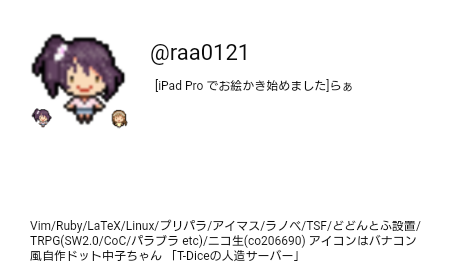 @raa0121
[iPad Pro でお絵かき始めました]らぁ
Vim/Ruby/LaTeX/Linux/プリパラ/アイマス/ラノベ/TSF/どどんとふ設置/
TRPG(SW2.0/CoC/パラブラ etc)/ニコ生(co206690) アイコンはバナコン
風自作ドット中子ちゃん 「T-Diceの人造サーバー」